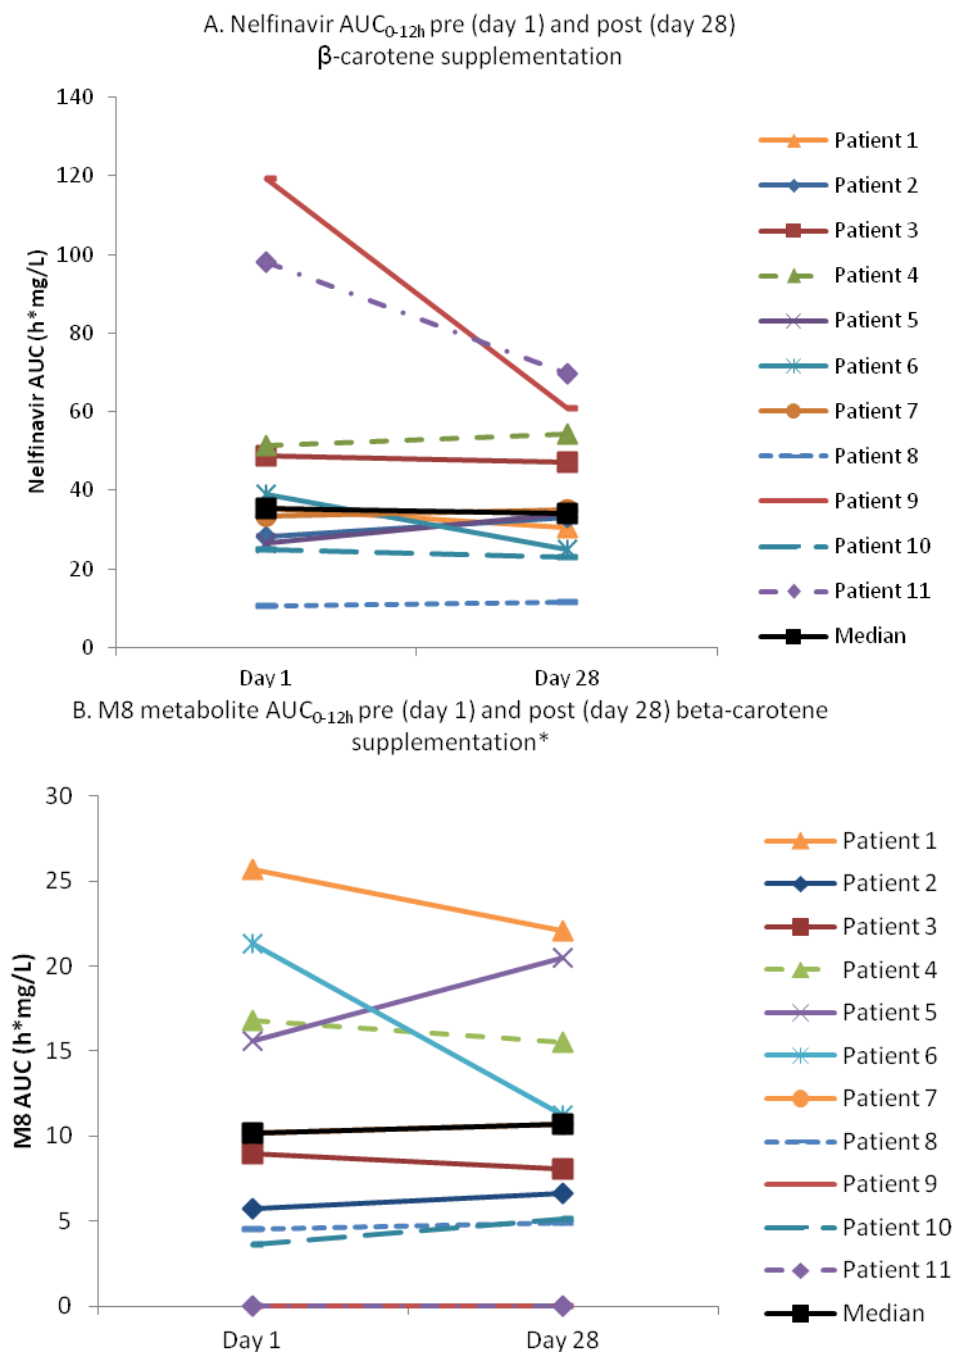 A. Nelfinavir AUC0-12h pre (day 1) and post (day 28)
β-carotene supplementation
140
120
100
80
60
40
20
0
Nelfinavir AUC (h*mg/L)
Day 1
Day 28
Patient 1
Patient 2
Patient 3
Patient 4
Patient 5
Patient 6
Patient 7
Patient 8
Patient 9
Patient 10
Patient 11
Median
B. M8 metabolite AUC0-12h pre (day 1) and post (day 28) beta-carotene
supplementation*
30
25
20
15
10
5
0
M8 AUC (h*mg/L)
Day 1
Day 28
Patient 1
Patient 2
Patient 3
Patient 4
Patient 5
Patient 6
Patient 7
Patient 8
Patient 9
Patient 10
Patient 11
Median